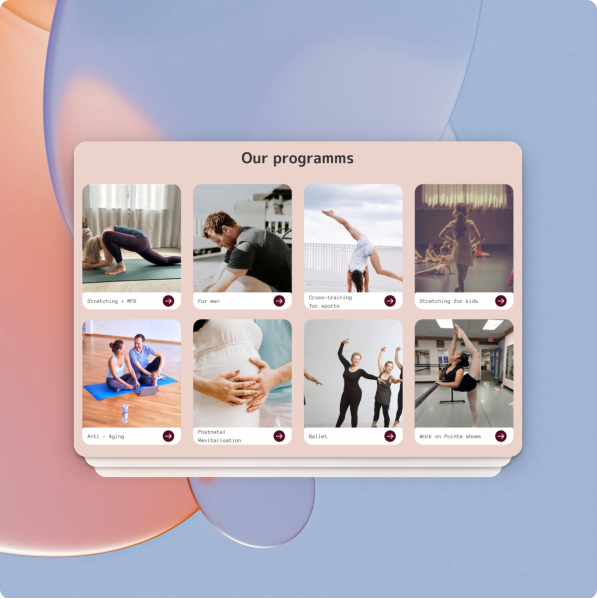 Our programms
Stretching + MFR
For men
Cross-training
for sports
Stretching for kids
Anti - Aging
Postnatal
Revitalisation
Ballet
Work on Pointe shoes